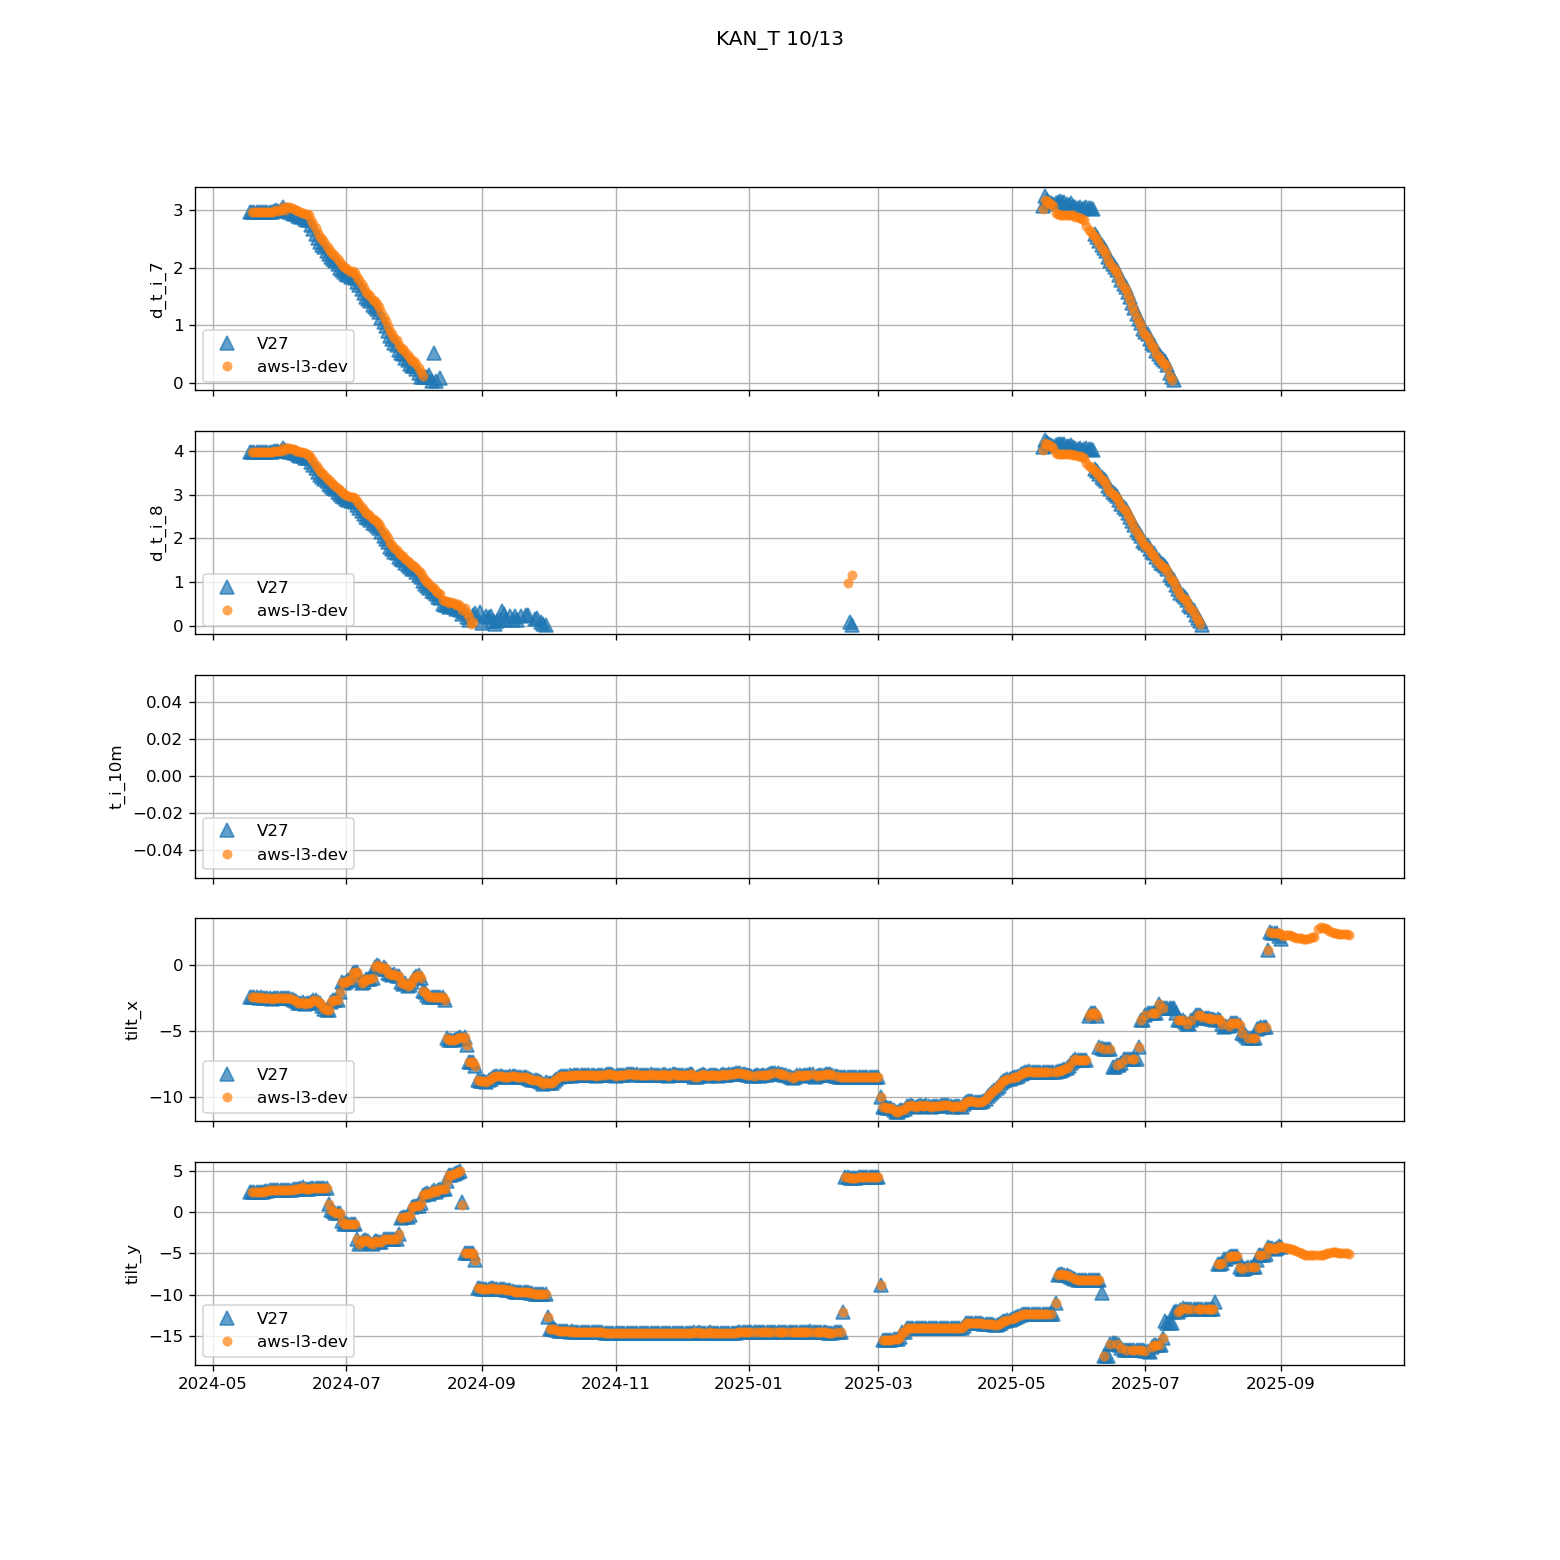 KAN_T 10/13
3
2
1
0
d_t_i_7
V27
aws-l3-dev
4
3
2
1
0
d_t_i_8
V27
aws-l3-dev
0.04
0.02
0.00
−0.02
−0.04
t_i_10m
V27
aws-l3-dev
0
−5
−10
tilt_x
V27
aws-l3-dev
5
0
−5
−10
−15
tilt_y
V27
aws-l3-dev
2024-05 2024-07 2024-09 2024-11 2025-01 2025-03 2025-05 2025-07 2025-09